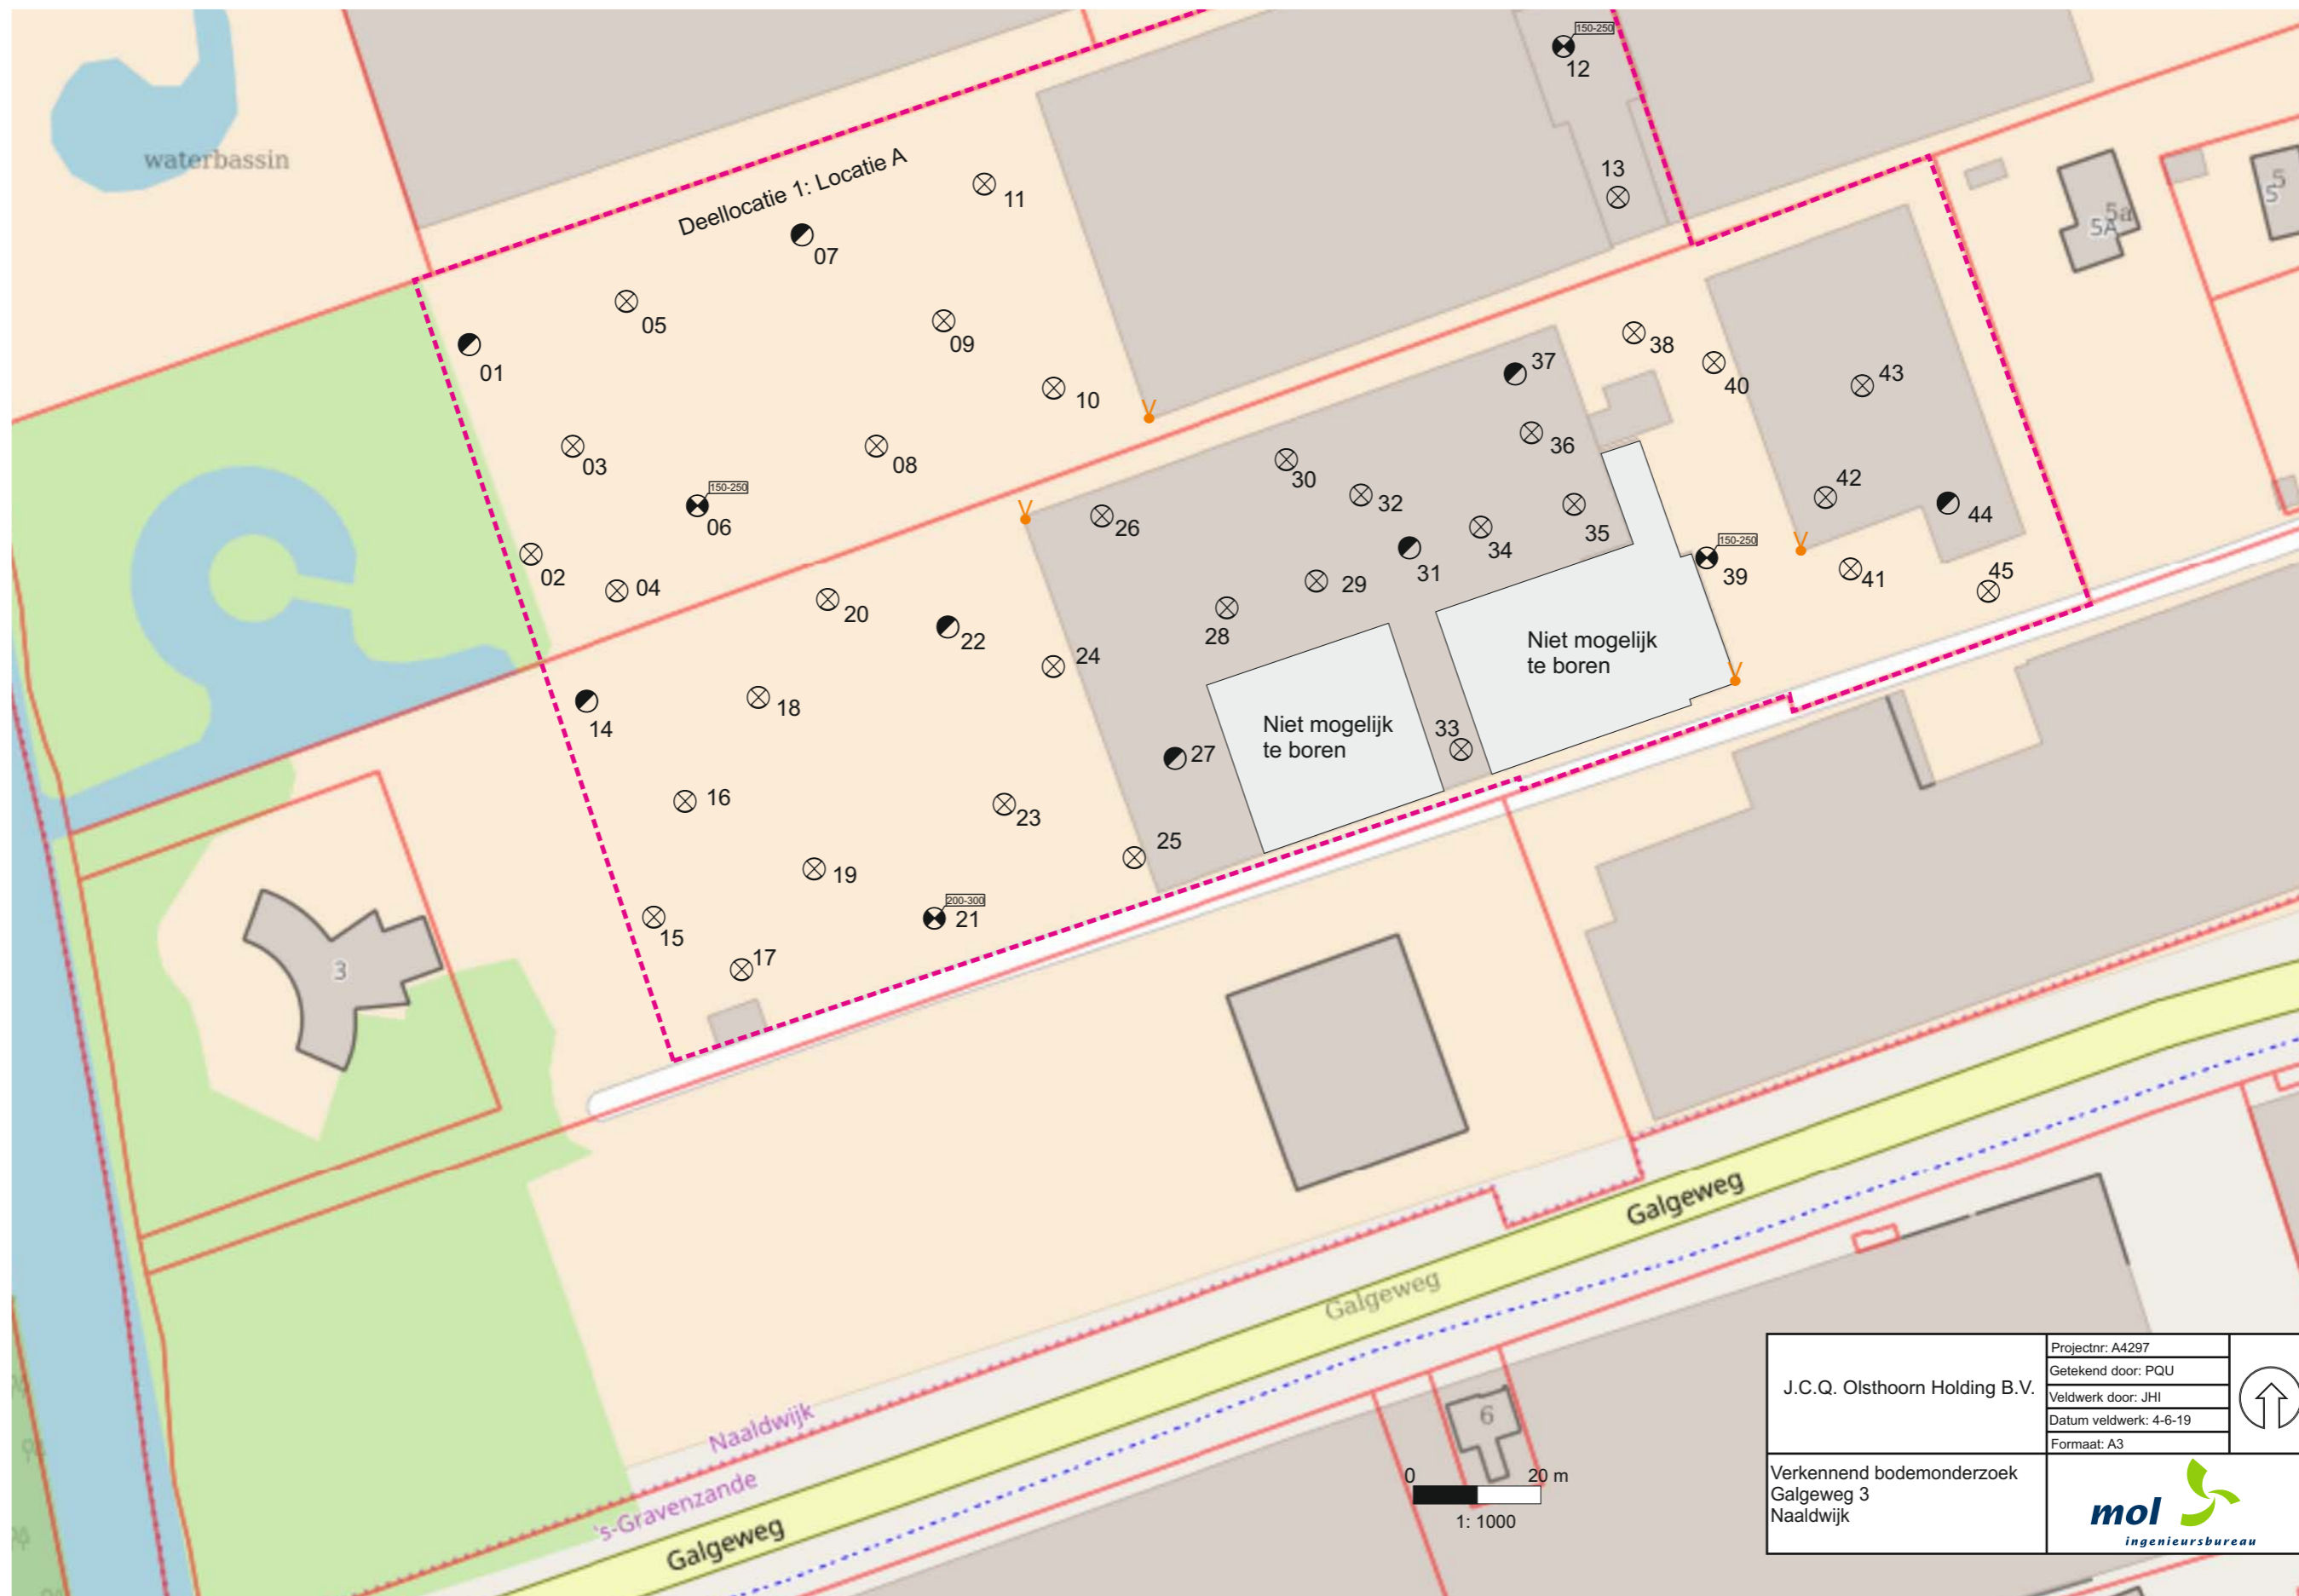 150-250
12
waterbassin
13
Deellocatie 1: Locatie A
11
5
5
5a
5A
07
05
09
38
01
37
43
40
10
36
03
08
30
32
42
150-250
06
26
35
44
34
150-250
02
31
39
41
45
04
29
20
28
22
Niet mogelijk
te boren
24
18
14
Niet mogelijk
te boren
33
27
16
23
25
19
200-300
21
15
17
3
Galgeweg
Galgeweg
Naaldwijk
's-Gravenzande
Galgeweg
6
0
20 m
1: 1000
J.C.Q. Olsthoorn Holding B.V.
Projectnr: A4297
Getekend door: PQU
Veldwerk door: JHI
Datum veldwerk: 4-6-19
Formaat: A3
Verkennend bodemonderzoek
Galgeweg 3
Naaldwijk
mol
ingenieursbureau